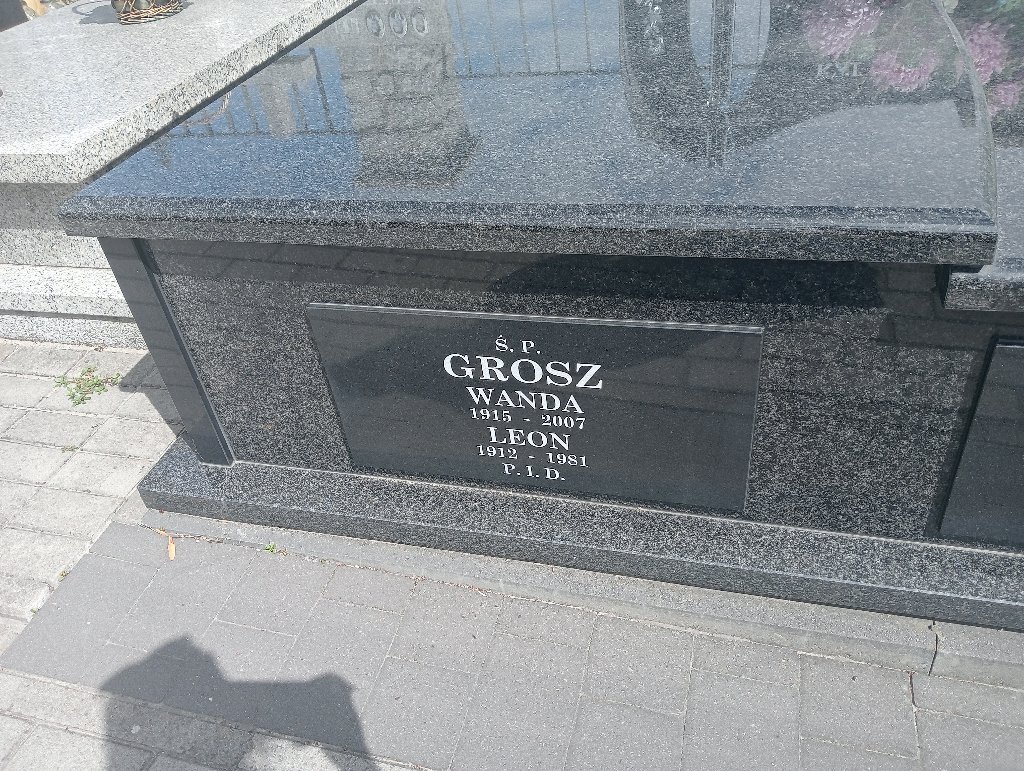 Ś. P.
GROSZ
WANDA
1915 - 2007
LEON
1912 - 1981
P. I. D.